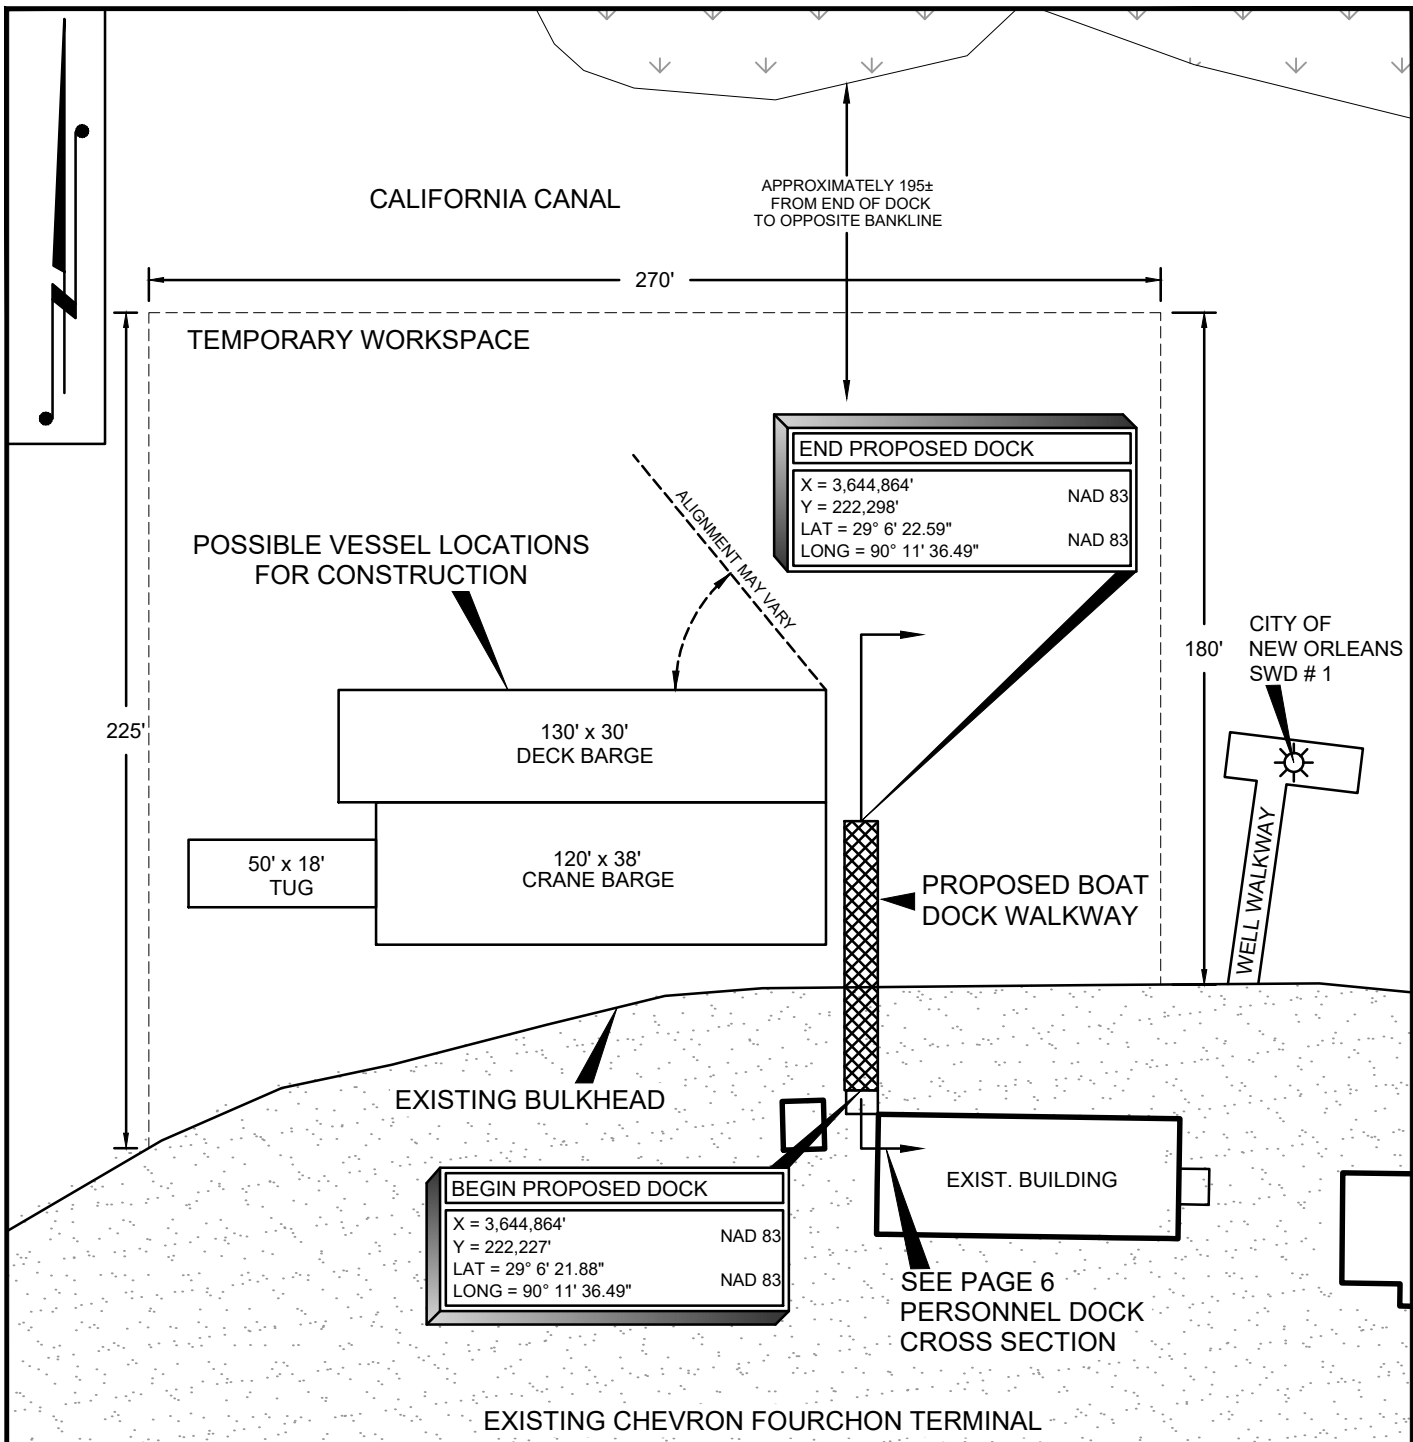 CALIFORNIA CANAL
APPROXIMATELY 195±
FROM END OF DOCK
TO OPPOSITE BANKLINE
270'
TEMPORARY WORKSPACE
END PROPOSED DOCK
X = 3,644,864'
Y = 222,298'
NAD 83
LAT = 29° 6' 22.59"
LONG = 90° 11' 36.49"
NAD 83
ALIGNMENT MAY VARY
POSSIBLE VESSEL LOCATIONS
FOR CONSTRUCTION
CITY OF
NEW ORLEANS
SWD # 1
180'
225'
130' x 30'
DECK BARGE
120' x 38'
CRANE BARGE
50' x 18'
TUG
PROPOSED BOAT
DOCK WALKWAY
WELL WALKWAY
EXISTING BULKHEAD
BEGIN PROPOSED DOCK
X = 3,644,864'
Y = 222,227'
NAD 83
LAT = 29° 6' 21.88"
LONG = 90° 11' 36.49"
NAD 83
EXIST. BUILDING
SEE PAGE 6
PERSONNEL DOCK
CROSS SECTION
EXISTING CHEVRON FOURCHON TERMINAL